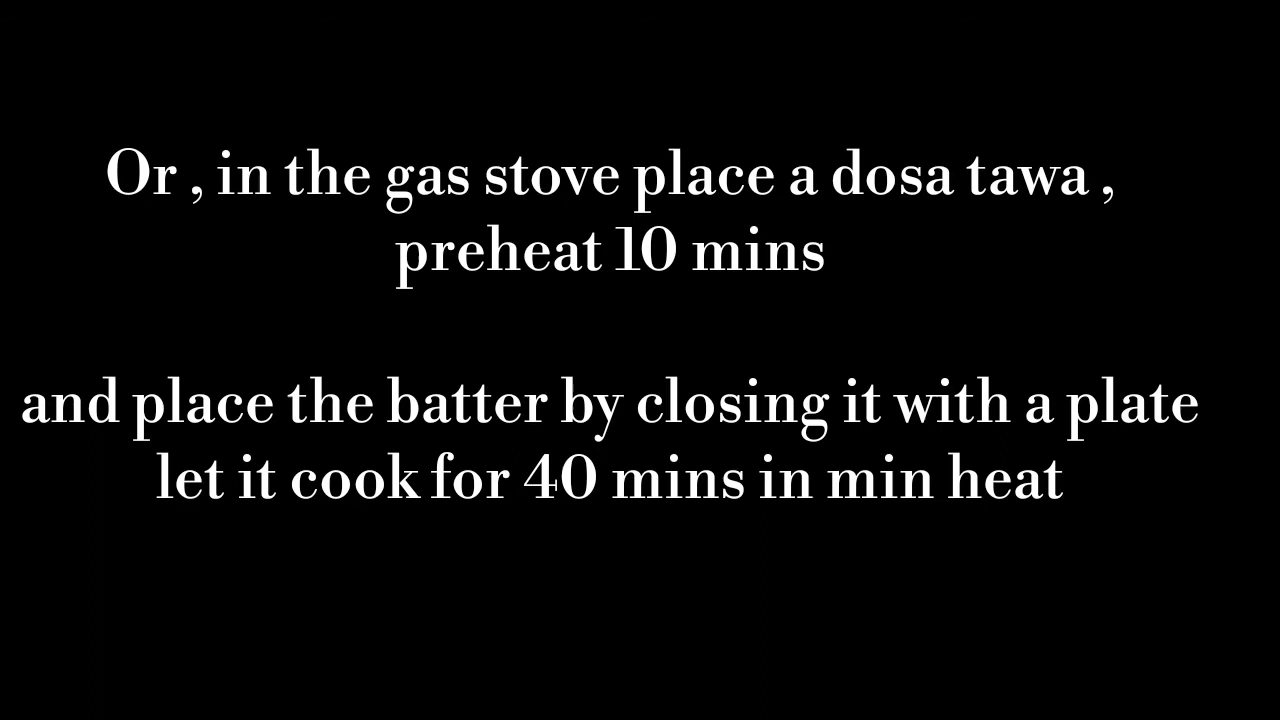 Or , in the gas stove place a dosa tawa ,
preheat 10 mins
and place the batter by closing it with a plate
let it cook for 40 mins in min heat